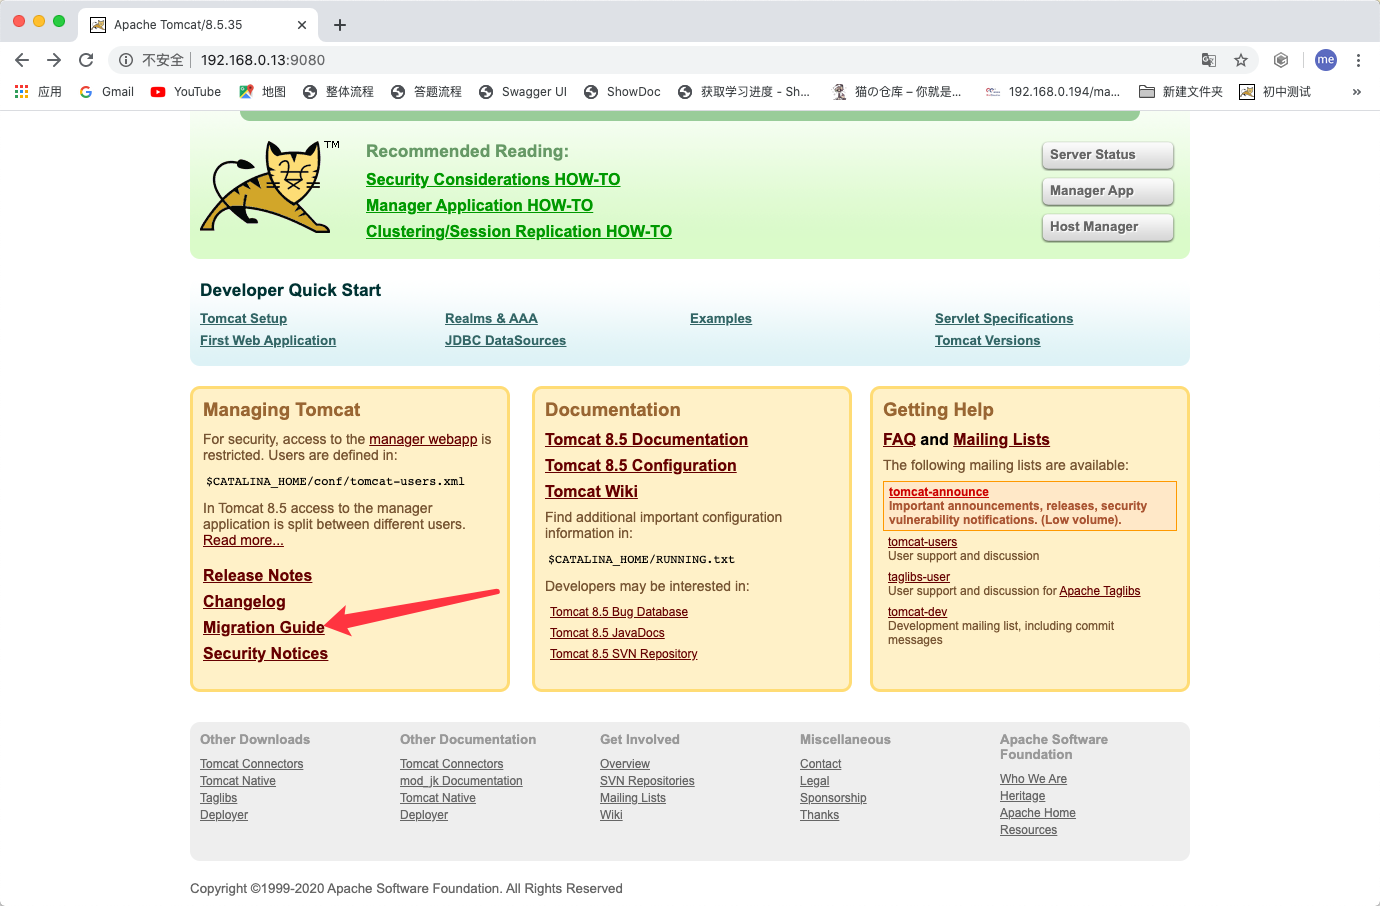 Apache Tomcat/8.5.35
不安全 192.168.0.13:9080
me
应用 Gmail YouTube 地图 整体流程 答题流程 Swagger UI ShowDoc 获取学习进度 - Sh... 猫の仓库 – 你就是... 192.168.0.194/ma... 新建文件夹 初中测试 »
TM
Recommended Reading:
Security Considerations HOW-TO
Manager Application HOW-TO
Clustering/Session Replication HOW-TO
Server Status
Manager App
Host Manager
Developer Quick Start
Tomcat Setup
First Web Application
Realms & AAA
JDBC DataSources
Examples
Servlet Specifications
Tomcat Versions
Managing Tomcat
For security, access to the manager webapp is
restricted. Users are defined in:
$CATALINA_HOME/conf/tomcat-users.xml
In Tomcat 8.5 access to the manager
application is split between different users.
Read more...
Release Notes
Changelog
Migration Guide
Security Notices
Documentation
Tomcat 8.5 Documentation
Tomcat 8.5 Configuration
Tomcat Wiki
Find additional important configuration
information in:
$CATALINA_HOME/RUNNING.txt
Developers may be interested in:
Tomcat 8.5 Bug Database
Tomcat 8.5 JavaDocs
Tomcat 8.5 SVN Repository
Getting Help
FAQ and Mailing Lists
The following mailing lists are available:
tomcat-announce
Important announcements, releases, security
vulnerability notifications. (Low volume).
tomcat-users
User support and discussion
taglibs-user
User support and discussion for Apache Taglibs
tomcat-dev
Development mailing list, including commit
messages
Other Downloads
Tomcat Connectors
Tomcat Native
Taglibs
Deployer
Other Documentation
Tomcat Connectors
mod_jk Documentation
Tomcat Native
Deployer
Get Involved
Overview
SVN Repositories
Mailing Lists
Wiki
Miscellaneous
Contact
Legal
Sponsorship
Thanks
Apache Software
Foundation
Who We Are
Heritage
Apache Home
Resources
Copyright ©1999-2020 Apache Software Foundation. All Rights Reserved